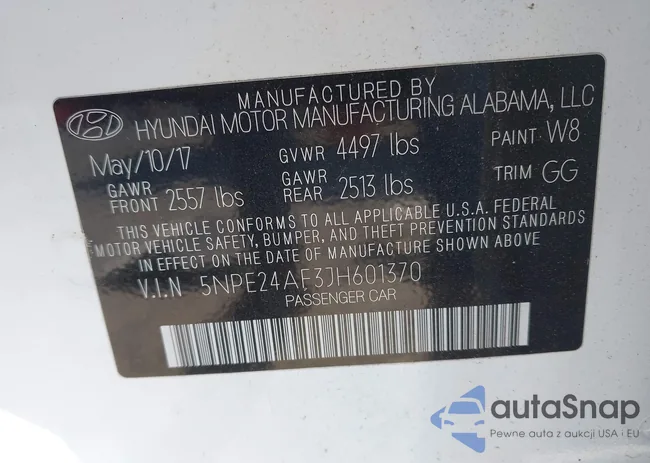 MANUFACTURED BY
HYUNDAI MOTOR MANUFACTURING ALABAMA, LLC
May/10/17 GVWR 4497 lbs PAINT W8
GAWR FRONT 2557 lbs GAWR REAR 2513 lbs TRIM GG
THIS VEHICLE CONFORMS TO ALL APPLICABLE U.S.A. FEDERAL
MOTOR VEHICLE SAFETY, BUMPER, AND THEFT PREVENTION STANDARDS
IN EFFECT ON THE DATE OF MANUFACTURE SHOWN ABOVE
V.I.N 5NPE24AF3JH601370
PASSENGER CAR
autaSnap
Pewne auta z aukcji USA i EU